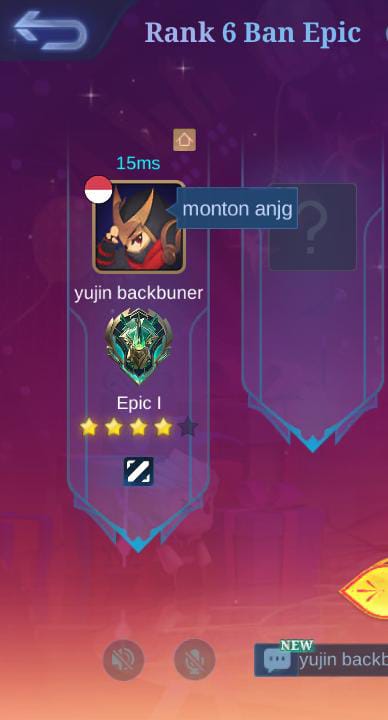 Rank 6 Ban Epic
15ms
monton anjg
?
yujin backbuner
Epic I
NEW
yujin backb